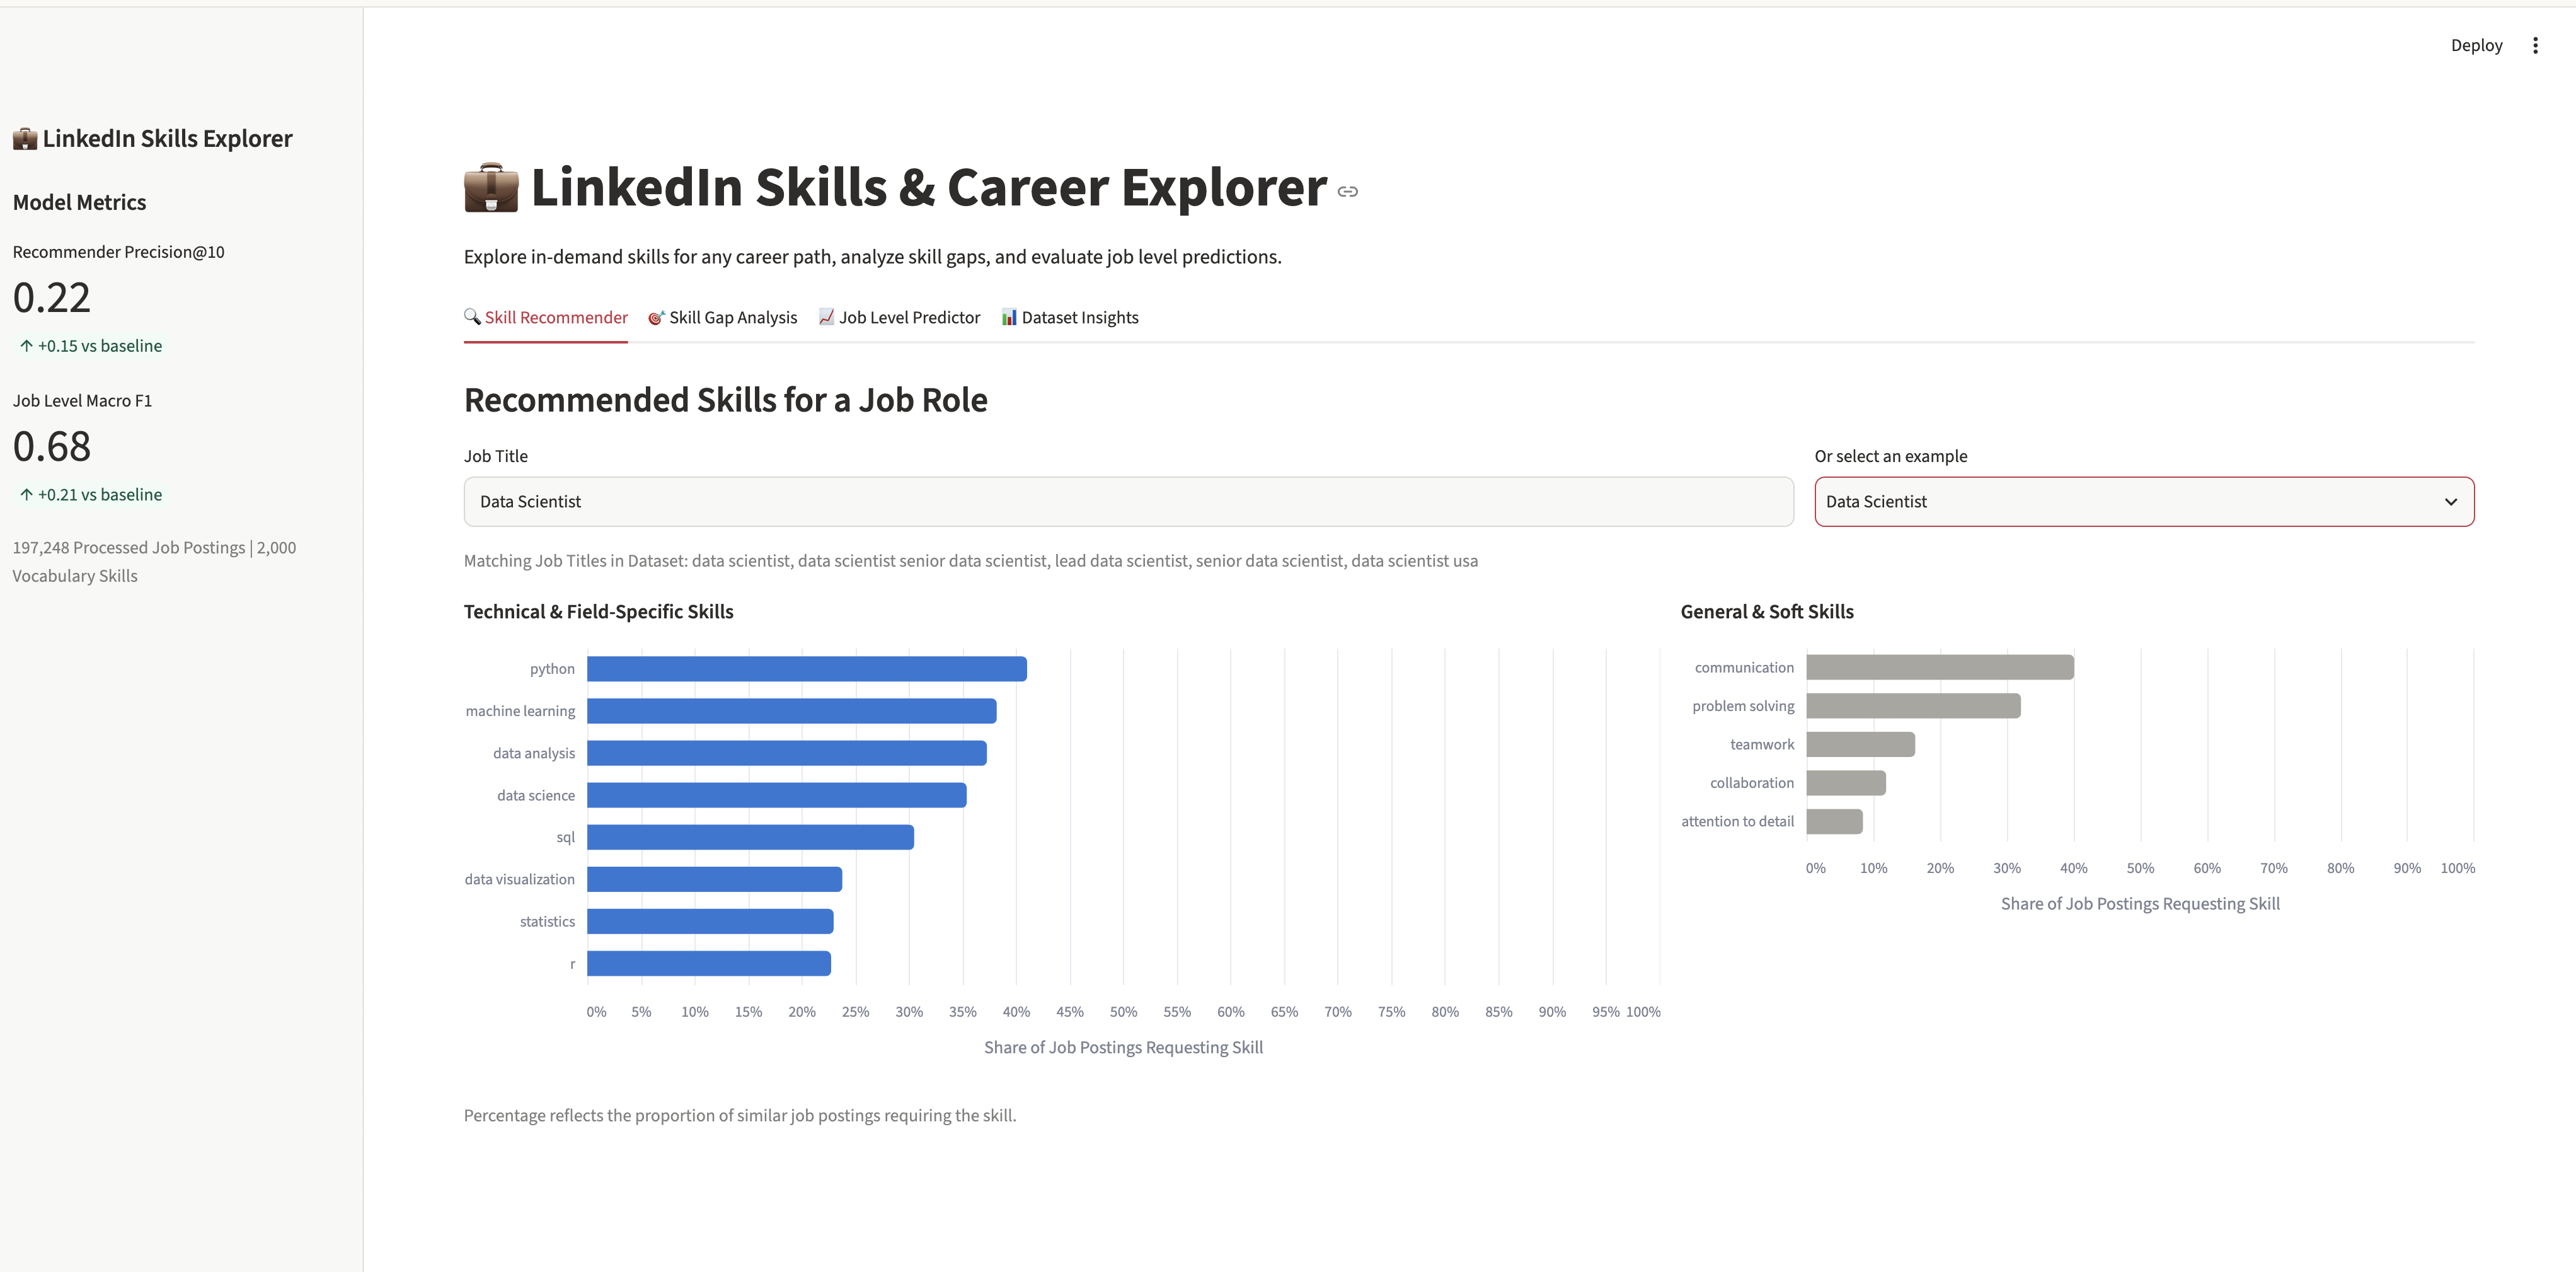 Deploy
LinkedIn Skills Explorer
Model Metrics
Recommender Precision@10
0.22
↑ +0.15 vs baseline
Job Level Macro F1
0.68
↑ +0.21 vs baseline
197,248 Processed Job Postings | 2,000
Vocabulary Skills
LinkedIn Skills & Career Explorer
Explore in-demand skills for any career path, analyze skill gaps, and evaluate job level predictions.
Skill Recommender Skill Gap Analysis Job Level Predictor Dataset Insights
Recommended Skills for a Job Role
Job Title
Data Scientist
Or select an example
Data Scientist
Matching Job Titles in Dataset: data scientist, data scientist senior data scientist, lead data scientist, senior data scientist, data scientist usa
Technical & Field-Specific Skills
python
machine learning
data analysis
data science
sql
data visualization
statistics
r
0% 5% 10% 15% 20% 25% 30% 35% 40% 45% 50% 55% 60% 65% 70% 75% 80% 85% 90% 95% 100%
Share of Job Postings Requesting Skill
General & Soft Skills
communication
problem solving
teamwork
collaboration
attention to detail
0% 10% 20% 30% 40% 50% 60% 70% 80% 90% 100%
Share of Job Postings Requesting Skill
Percentage reflects the proportion of similar job postings requiring the skill.